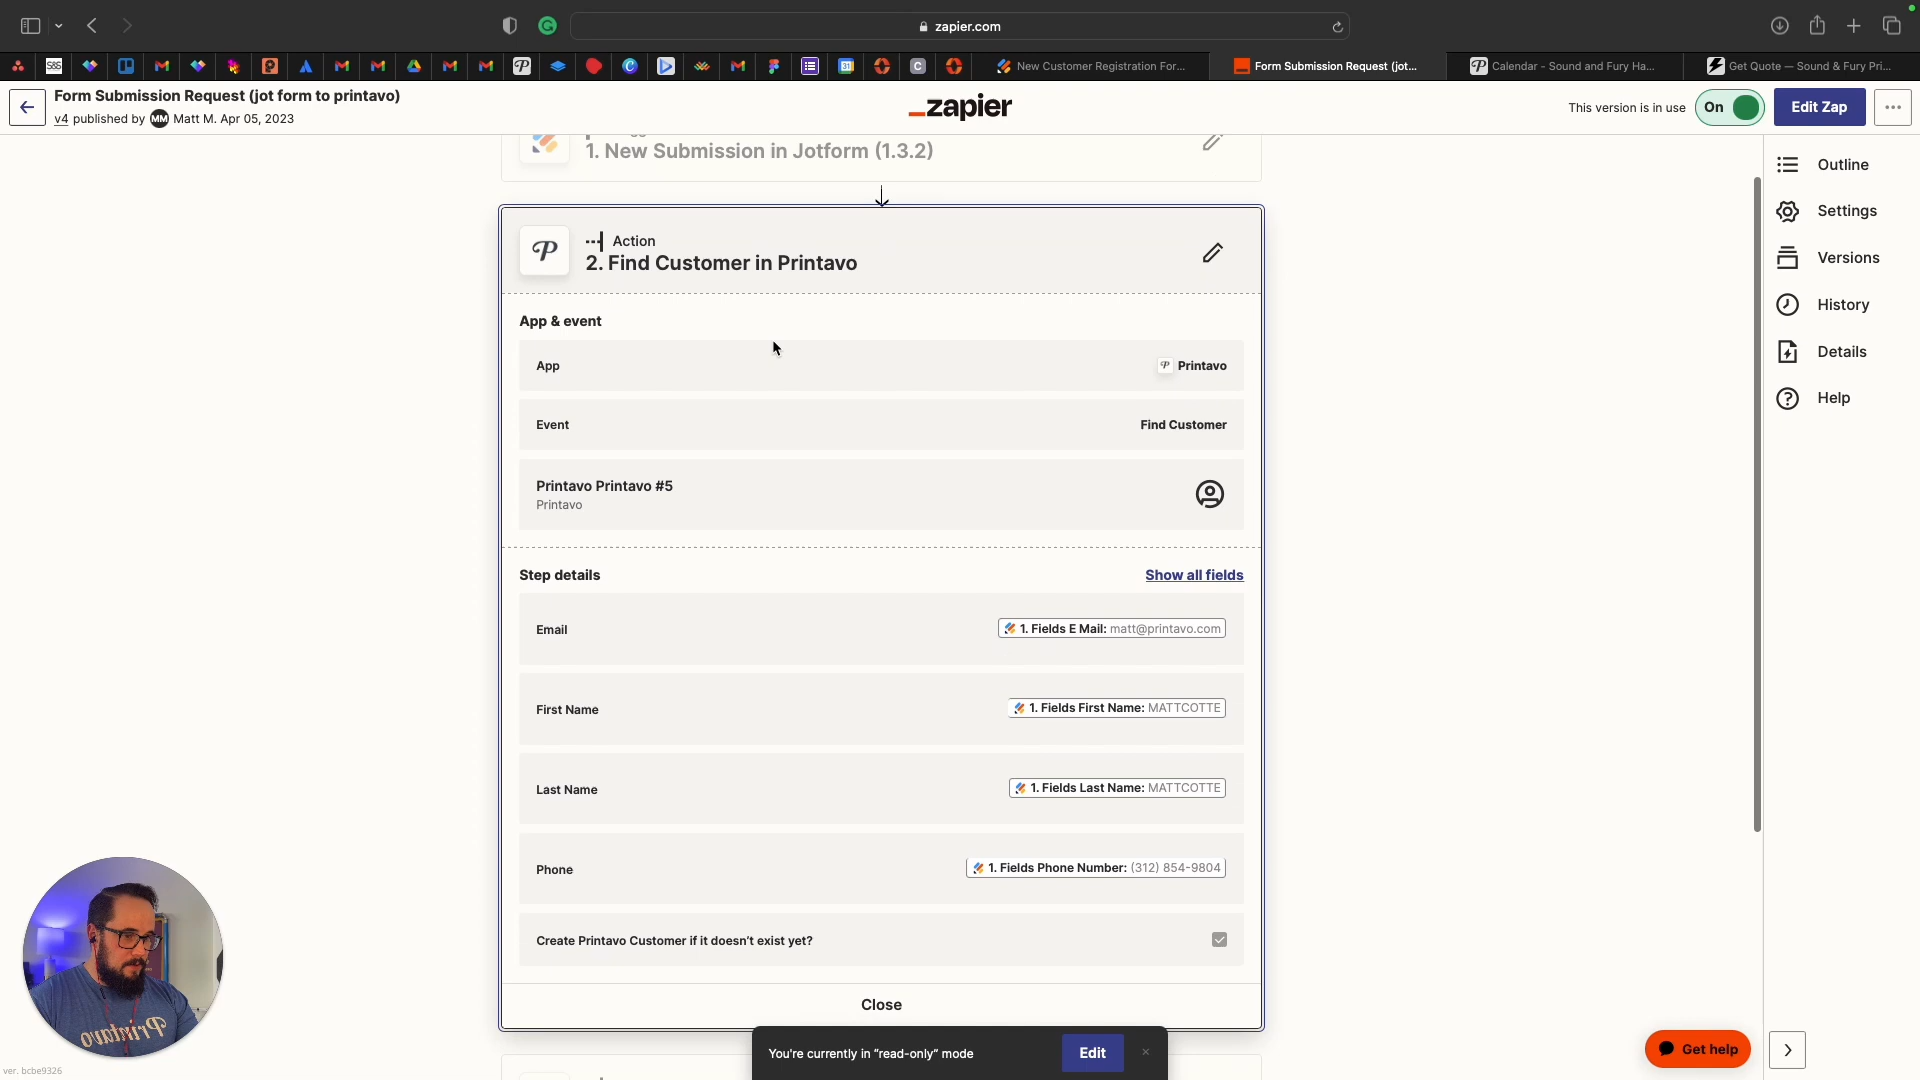 zapier.com
S&S
New Customer Registration For...
Form Submission Request (jot...
Calendar - Sound and Fury Ha...
Get Quote — Sound & Fury Pri...
Form Submission Request (jot form to printavo)
v4 published by MM Matt M. Apr 05, 2023
_zapier
This version is in use
On
Edit Zap
1. New Submission in Jotform (1.3.2)
Action
2. Find Customer in Printavo
App & event
App
Printavo
Event
Find Customer
Printavo Printavo #5
Printavo
Step details
Show all fields
Email
1. Fields E Mail: matt@printavo.com
First Name
1. Fields First Name: MATTCOTTE
Last Name
1. Fields Last Name: MATTCOTTE
Phone
1. Fields Phone Number: (312) 854-9804
Create Printavo Customer if it doesn't exist yet?
Close
You're currently in “read-only” mode
Edit
Outline
Settings
Versions
History
Details
Help
Get help
Printavo
ver. bcbe9326